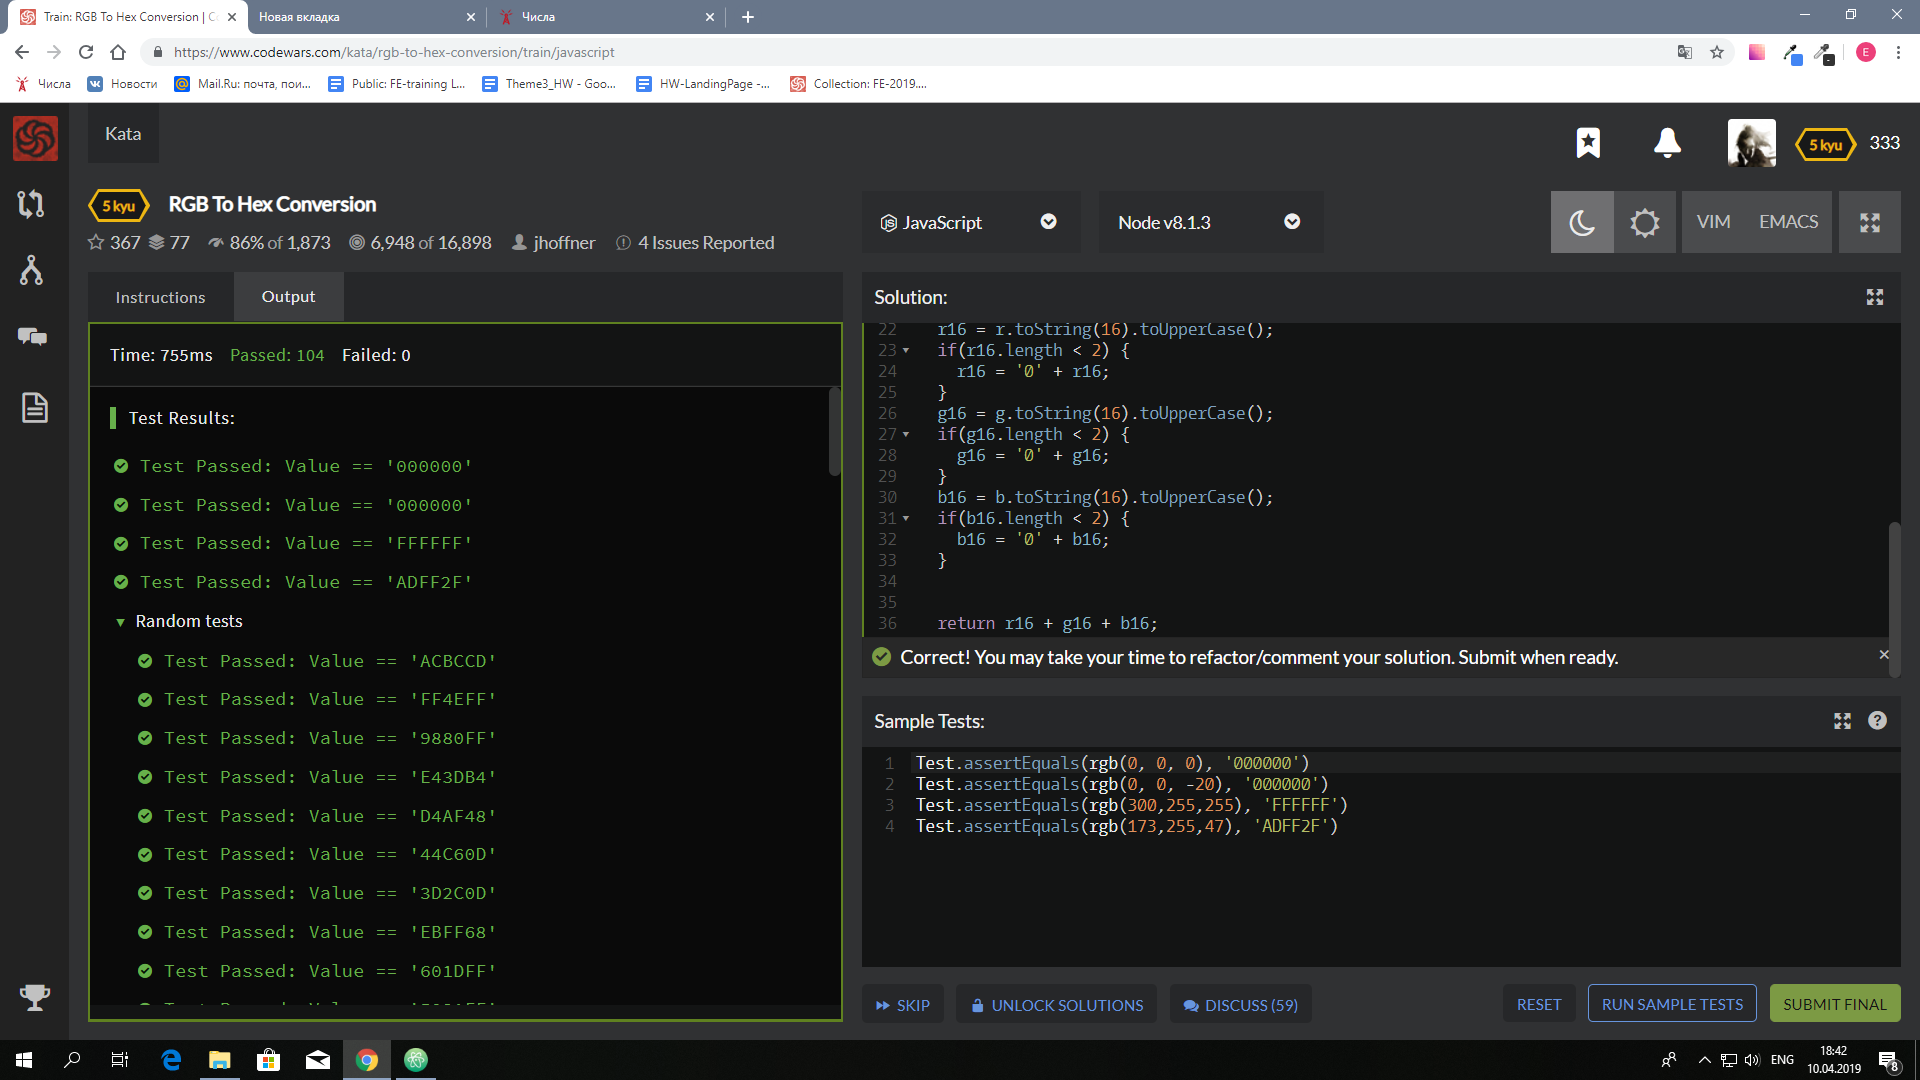 Train: RGB To Hex Conversion | C
Новая вкладка
Числа
https://www.codewars.com/kata/rgb-to-hex-conversion/train/javascript
E
Числа
Новости
Mail.Ru: почта, пои...
Public: FE-training L...
Theme3_HW - Goo...
HW-LandingPage -...
Collection: FE-2019....
Kata
5 kyu
333
5 kyu
RGB To Hex Conversion
367
77
86% of 1,873
6,948 of 16,898
jhoffner
4 Issues Reported
JavaScript
Node v8.1.3
VIM
EMACS
Instructions
Output
Time: 755ms
Passed: 104
Failed: 0
Test Results:
Test Passed: Value == '000000'
Test Passed: Value == '000000'
Test Passed: Value == 'FFFFFF'
Test Passed: Value == 'ADFF2F'
Random tests
Test Passed: Value == 'ACBCCD'
Test Passed: Value == 'FF4EFF'
Test Passed: Value == '9880FF'
Test Passed: Value == 'E43DB4'
Test Passed: Value == 'D4AF48'
Test Passed: Value == '44C60D'
Test Passed: Value == '3D2C0D'
Test Passed: Value == 'EBFF68'
Test Passed: Value == '601DFF'
Solution:
22 r16 = r.toString(16).toUpperCase();
23 if(r16.length < 2) {
24 r16 = '0' + r16;
25 }
26 g16 = g.toString(16).toUpperCase();
27 if(g16.length < 2) {
28 g16 = '0' + g16;
29 }
30 b16 = b.toString(16).toUpperCase();
31 if(b16.length < 2) {
32 b16 = '0' + b16;
33 }
34
35
36 return r16 + g16 + b16;
Correct! You may take your time to refactor/comment your solution. Submit when ready.
Sample Tests:
1 Test.assertEquals(rgb(0, 0, 0), '000000')
2 Test.assertEquals(rgb(0, 0, -20), '000000')
3 Test.assertEquals(rgb(300,255,255), 'FFFFFF')
4 Test.assertEquals(rgb(173,255,47), 'ADFF2F')
SKIP
UNLOCK SOLUTIONS
DISCUSS (59)
RESET
RUN SAMPLE TESTS
SUBMIT FINAL
ENG
18:42
10.04.2019
8